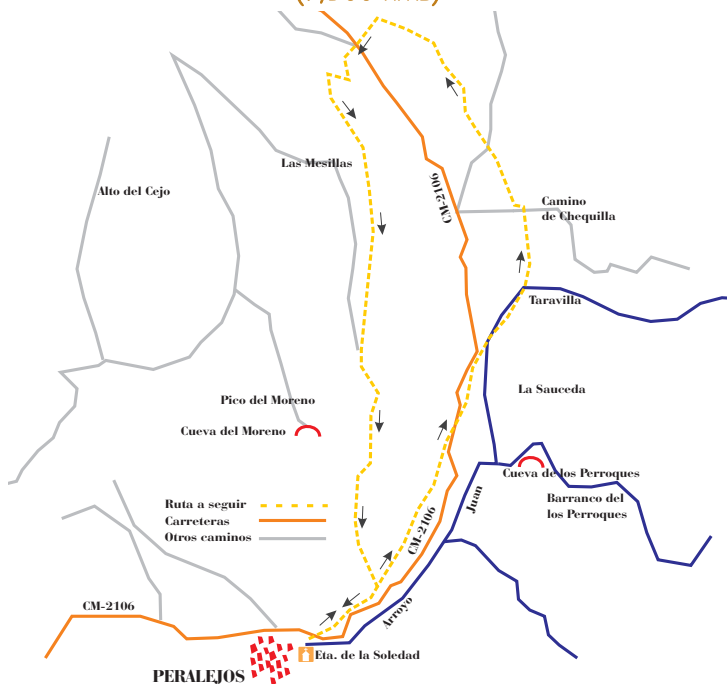 Las Mesillas
Alto del Cejo
CM-2106
Camino
de Chequilla
Taravilla
La Sauceda
Pico del Moreno
Cueva del Moreno
Cueva de los Perroques
Barranco del
los Perroques
Juan
Ruta a seguir
Carreteras
Otros caminos
CM-2106
Arroyo
CM-2106
Eta. de la Soledad
PERALEJOS